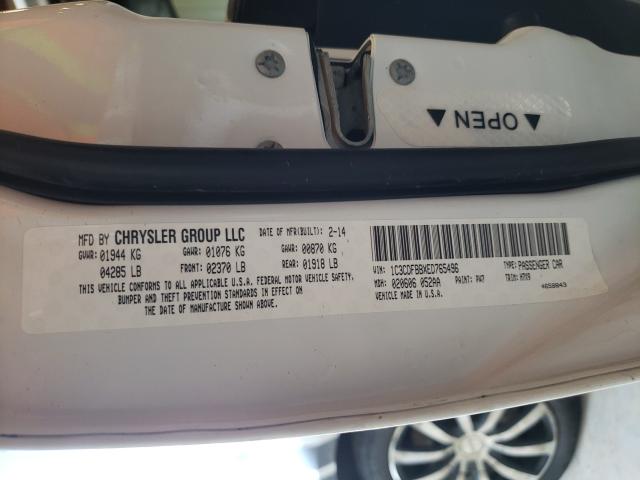 ▲ OPEN ▲
MFD BY CHRYSLER GROUP LLC DATE OF MFR(BUILT): 2-14
GVWR: 01944 KG GAWR: 01076 KG GAWR: 00870 KG
04285 LB FRONT: 02370 LB REAR: 01918 LB
THIS VEHICLE CONFORMS TO ALL APPLICABLE U.S.A. FEDERAL MOTOR VEHICLE SAFETY,
BUMPER AND THEFT PREVENTION STANDARDS IN EFFECT ON
THE DATE OF MANUFACTURE SHOWN ABOVE.
VIN: 1C3CDFBBXED765496 TYPE: PASSENGER CAR
MDH: 020606 052AA PAINT: PW7 TRIM: H7X9
VEHICLE MADE IN U.S.A. 4658843